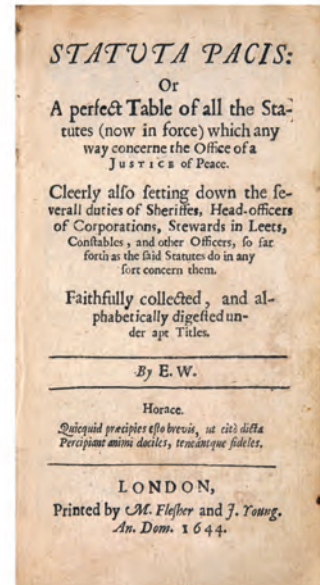 STATUTA PACIS:
Or
A perfect Table of all the Sta-
tutes (now in force) which any
way concerne the Office of a
JUSTICE of Peace.
Cleerly also ſetting down the ſe-
verall duties of Sheriffes, Head-officers
of Corporations, Stewards in Leets,
Conſtables, and other Officers, ſo far
forth as the ſaid Statutes do in any
ſort concern them.
Faithfully collected, and al-
phabetically digeſted un-
der apt Titles.
By E. W.
Horace.
Quicquid præcipies eſto brevis, ut citò dicta
Percipiant animi dociles, teneántque fideles.
LONDON,
Printed by M. Fleſher and J. Young.
An. Dom. 1644.